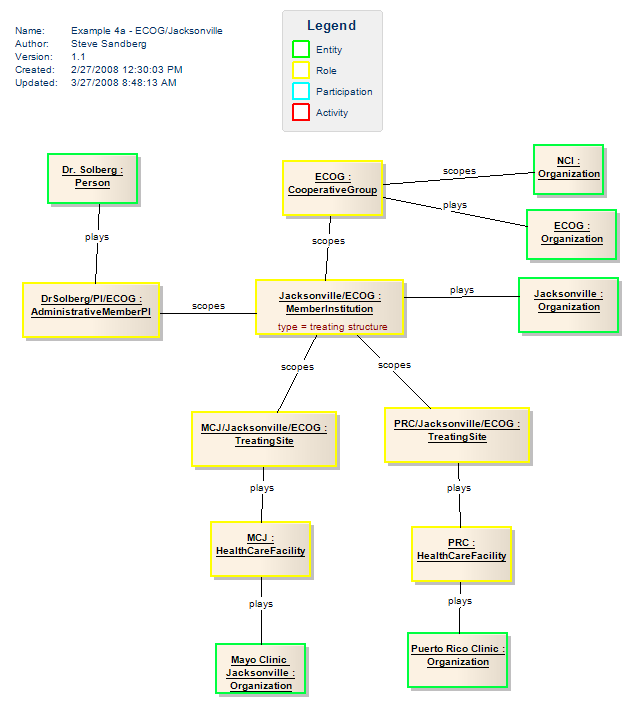 Name: Example 4a - ECOG/Jacksonville
Author: Steve Sandberg
Version: 1.1
Created: 2/27/2008 12:30:03 PM
Updated: 3/27/2008 8:48:13 AM
Legend
Entity
Role
Participation
Activity
Dr. Solberg :
Person
ECOG :
CooperativeGroup
scopes
NCI :
Organization
plays
ECOG :
Organization
plays
scopes
DrSolberg/PI/ECOG :
AdministrativeMemberPI
scopes
Jacksonville/ECOG :
MemberInstitution
type = treating structure
plays
Jacksonville :
Organization
scopes
scopes
MCJ/Jacksonville/ECOG :
TreatingSite
PRC/Jacksonville/ECOG :
TreatingSite
plays
plays
MCJ :
HealthCareFacility
PRC :
HealthCareFacility
plays
plays
Mayo Clinic
Jacksonville :
Organization
Puerto Rico Clinic :
Organization